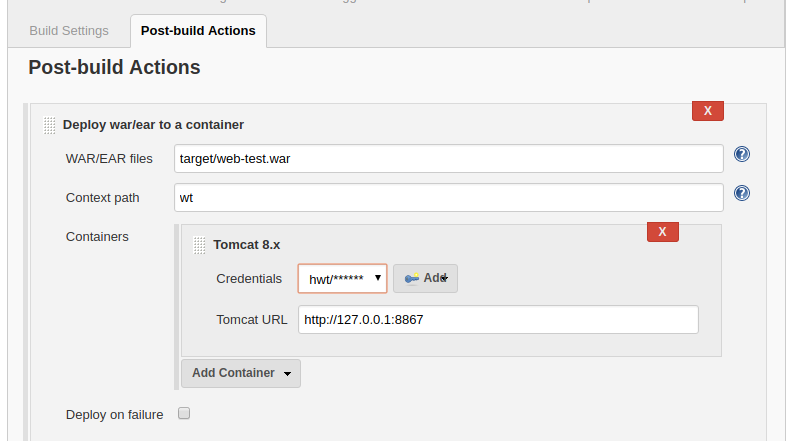 Build Settings
Post-build Actions
Post-build Actions
X
Deploy war/ear to a container
WAR/EAR files
target/web-test.war
?
Context path
wt
?
Containers
X
Tomcat 8.x
Credentials
hwt/******
Add
Tomcat URL
http://127.0.0.1:8867
Add Container
Deploy on failure